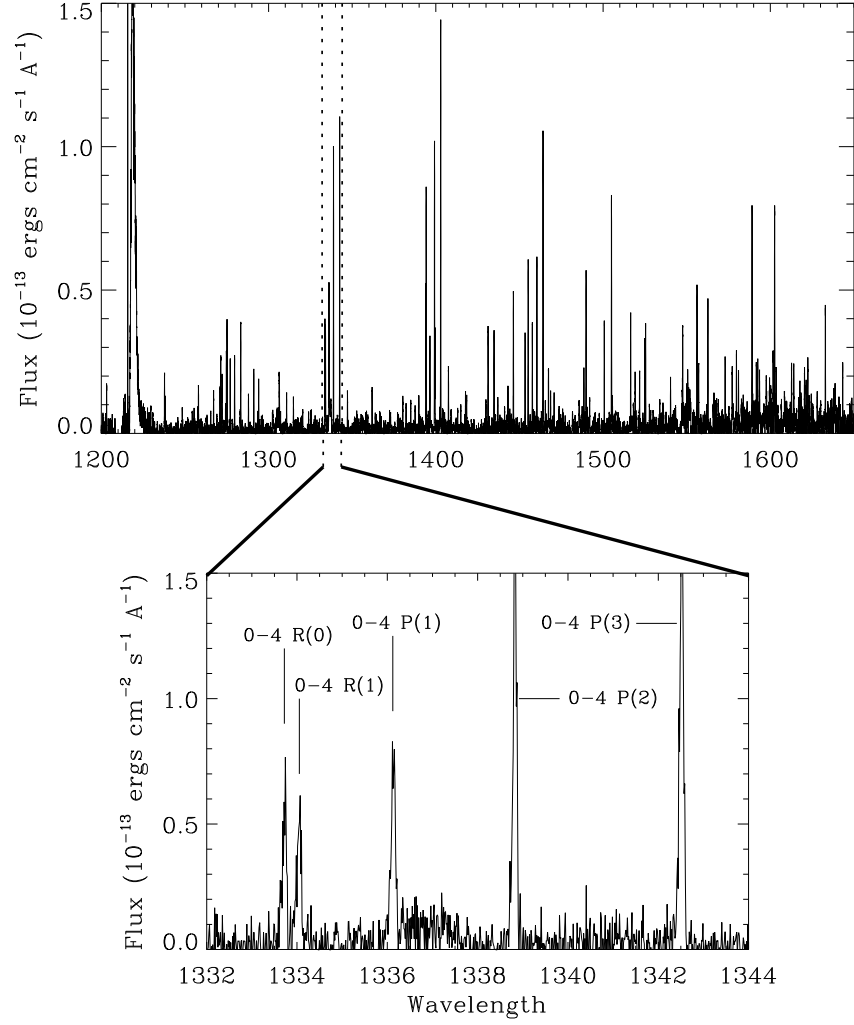 1.5
1.0
0.5
0.0
Flux (10⁻¹³ ergs cm⁻² s⁻¹ A⁻¹)
1200 1300 1400 1500 1600
1.5
1.0
0.5
0.0
Flux (10⁻¹³ ergs cm⁻² s⁻¹ A⁻¹)
0-4 P(1) 0-4 P(3)
0-4 R(0)
0-4 R(1) 0-4 P(2)
1332 1334 1336 1338 1340 1342 1344
Wavelength